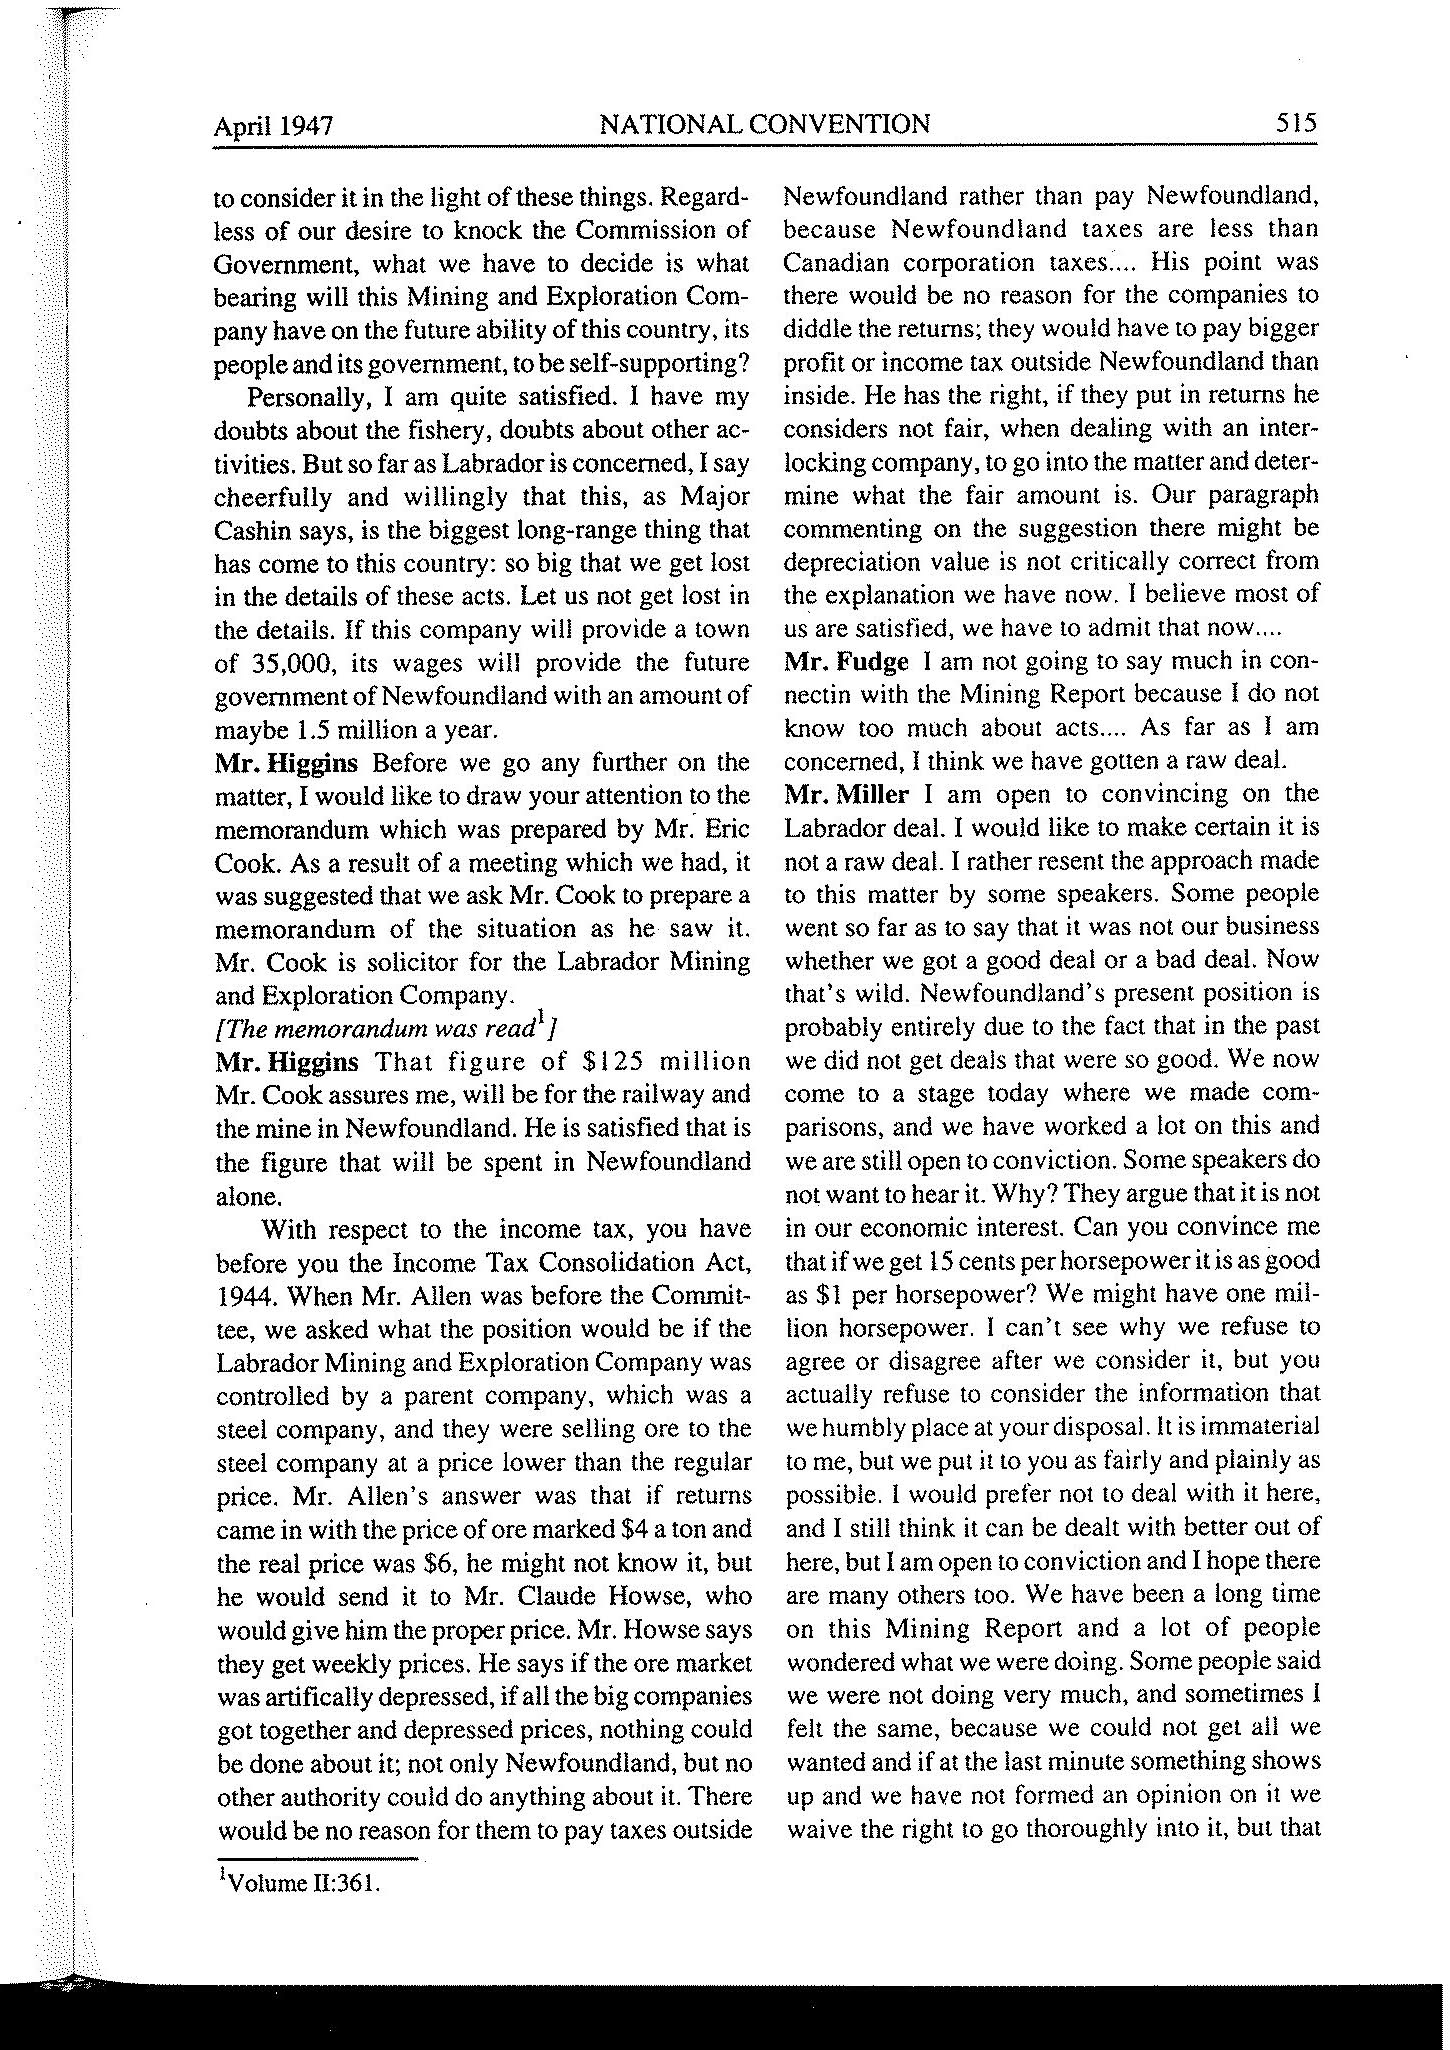 April 1947
NATIONAL CONVENTION
515
to consider it in the light of these things. Regard-
less of our desire to knock the Commission of
Government, what we have to decide is what
bearing will this Mining and Exploration Com-
pany have on the future ability of this country, its
people and its government, to be self-supporting?
Personally, I am quite satisfied. I have my
doubts about the fishery, doubts about other ac-
tivities. But so far as Labrador is concerned, I say
cheerfully and willingly that this, as Major
Cashin says, is the biggest long-range thing that
has come to this country: so big that we get lost
in the details of these acts. Let us not get lost in
the details. If this company will provide a town
of 35,000, its wages will provide the future
government of Newfoundland with an amount of
maybe 1.5 million a year.
Mr. Higgins Before we go any further on the
matter, I would like to draw your attention to the
memorandum which was prepared by Mr. Eric
Cook. As a result of a meeting which we had, it
was suggested that we ask Mr. Cook to prepare a
memorandum of the situation as he saw it.
Mr. Cook is solicitor for the Labrador Mining
and Exploration Company.
[The memorandum was read1]
Mr. Higgins That figure of $125 million
Mr. Cook assures me, will be for the railway and
the mine in Newfoundland. He is satisfied that is
the figure that will be spent in Newfoundland
alone.
With respect to the income tax, you have
before you the Income Tax Consolidation Act,
1944. When Mr. Allen was before the Commit-
tee, we asked what the position would be if the
Labrador Mining and Exploration Company was
controlled by a parent company, which was a
steel company, and they were selling ore to the
steel company at a price lower than the regular
price. Mr. Allen's answer was that if returns
came in with the price of ore marked $4 a ton and
the real price was $6, he might not know it, but
he would send it to Mr. Claude Howse, who
would give him the proper price. Mr. Howse says
they get weekly prices. He says if the ore market
was artifically depressed, if all the big companies
got together and depressed prices, nothing could
be done about it; not only Newfoundland, but no
other authority could do anything about it. There
would be no reason for them to pay taxes outside
1Volume II:361.
Newfoundland rather than pay Newfoundland,
because Newfoundland taxes are less than
Canadian corporation taxes.... His point was
there would be no reason for the companies to
diddle the returns; they would have to pay bigger
profit or income tax outside Newfoundland than
inside. He has the right, if they put in returns he
considers not fair, when dealing with an inter-
locking company, to go into the matter and deter-
mine what the fair amount is. Our paragraph
commenting on the suggestion there might be
depreciation value is not critically correct from
the explanation we have now. I believe most of
us are satisfied, we have to admit that now....
Mr. Fudge I am not going to say much in con-
nectin with the Mining Report because I do not
know too much about acts.... As far as I am
concerned, I think we have gotten a raw deal.
Mr. Miller I am open to convincing on the
Labrador deal. I would like to make certain it is
not a raw deal. I rather resent the approach made
to this matter by some speakers. Some people
went so far as to say that it was not our business
whether we got a good deal or a bad deal. Now
that's wild. Newfoundland's present position is
probably entirely due to the fact that in the past
we did not get deals that were so good. We now
come to a stage today where we made com-
parisons, and we have worked a lot on this and
we are still open to conviction. Some speakers do
not want to hear it. Why? They argue that it is not
in our economic interest. Can you convince me
that if we get 15 cents per horsepower it is as good
as $1 per horsepower? We might have one mil-
lion horsepower. I can't see why we refuse to
agree or disagree after we consider it, but you
actually refuse to consider the information that
we humbly place at your disposal. It is immaterial
to me, but we put it to you as fairly and plainly as
possible. I would prefer not to deal with it here,
and I still think it can be dealt with better out of
here, but I am open to conviction and I hope there
are many others too. We have been a long time
on this Mining Report and a lot of people
wondered what we were doing. Some people said
we were not doing very much, and sometimes I
felt the same, because we could not get all we
wanted and if at the last minute something shows
up and we have not formed an opinion on it we
waive the right to go thoroughly into it, but that